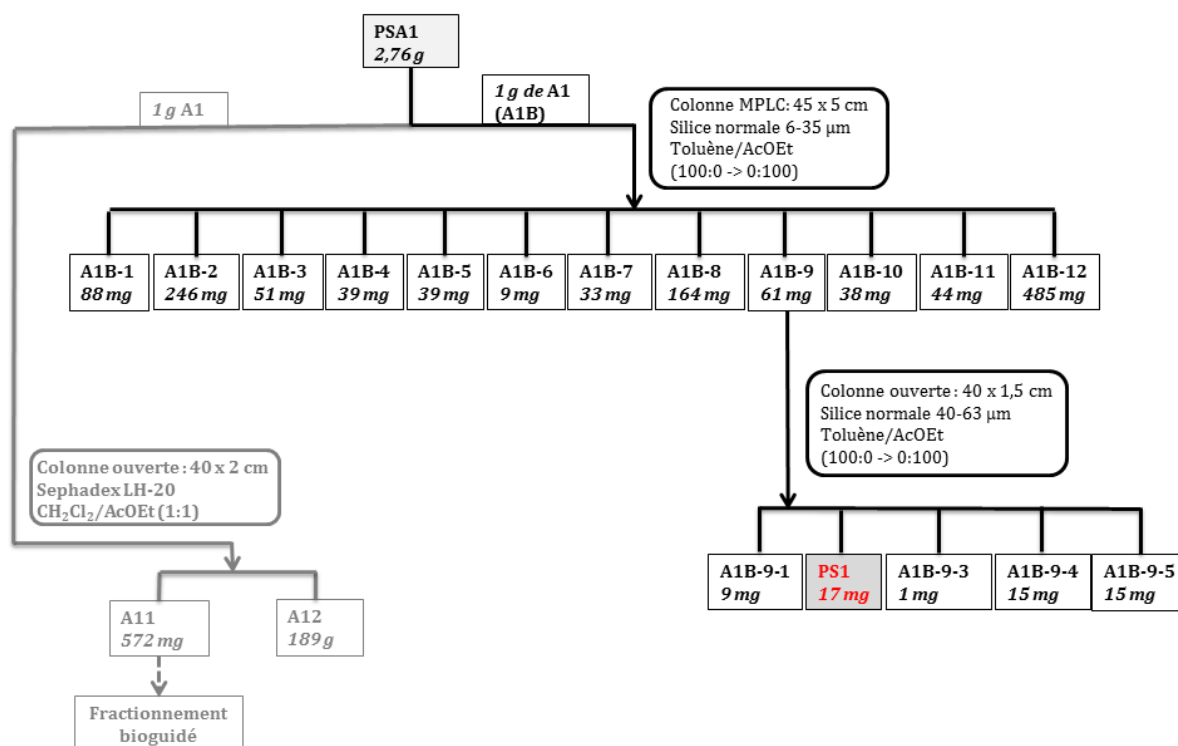 PSA1
2,76 g
1 g A1
1 g de A1
(A1B)
Colonne MPLC: 45 x 5 cm
Silice normale 6-35 µm
Toluène/AcOEt
(100:0 -> 0:100)
A1B-1
88 mg
A1B-2
246 mg
A1B-3
51 mg
A1B-4
39 mg
A1B-5
39 mg
A1B-6
9 mg
A1B-7
33 mg
A1B-8
164 mg
A1B-9
61 mg
A1B-10
38 mg
A1B-11
44 mg
A1B-12
485 mg
Colonne ouverte : 40 x 1,5 cm
Silice normale 40-63 µm
Toluène/AcOEt
(100:0 -> 0:100)
Colonne ouverte : 40 x 2 cm
Sephadex LH-20
CH₂Cl₂/AcOEt (1:1)
A1B-9-1
9 mg
PS1
17 mg
A1B-9-3
1 mg
A1B-9-4
15 mg
A1B-9-5
15 mg
A11
572 mg
A12
189 g
Fractionnement
bioguidé